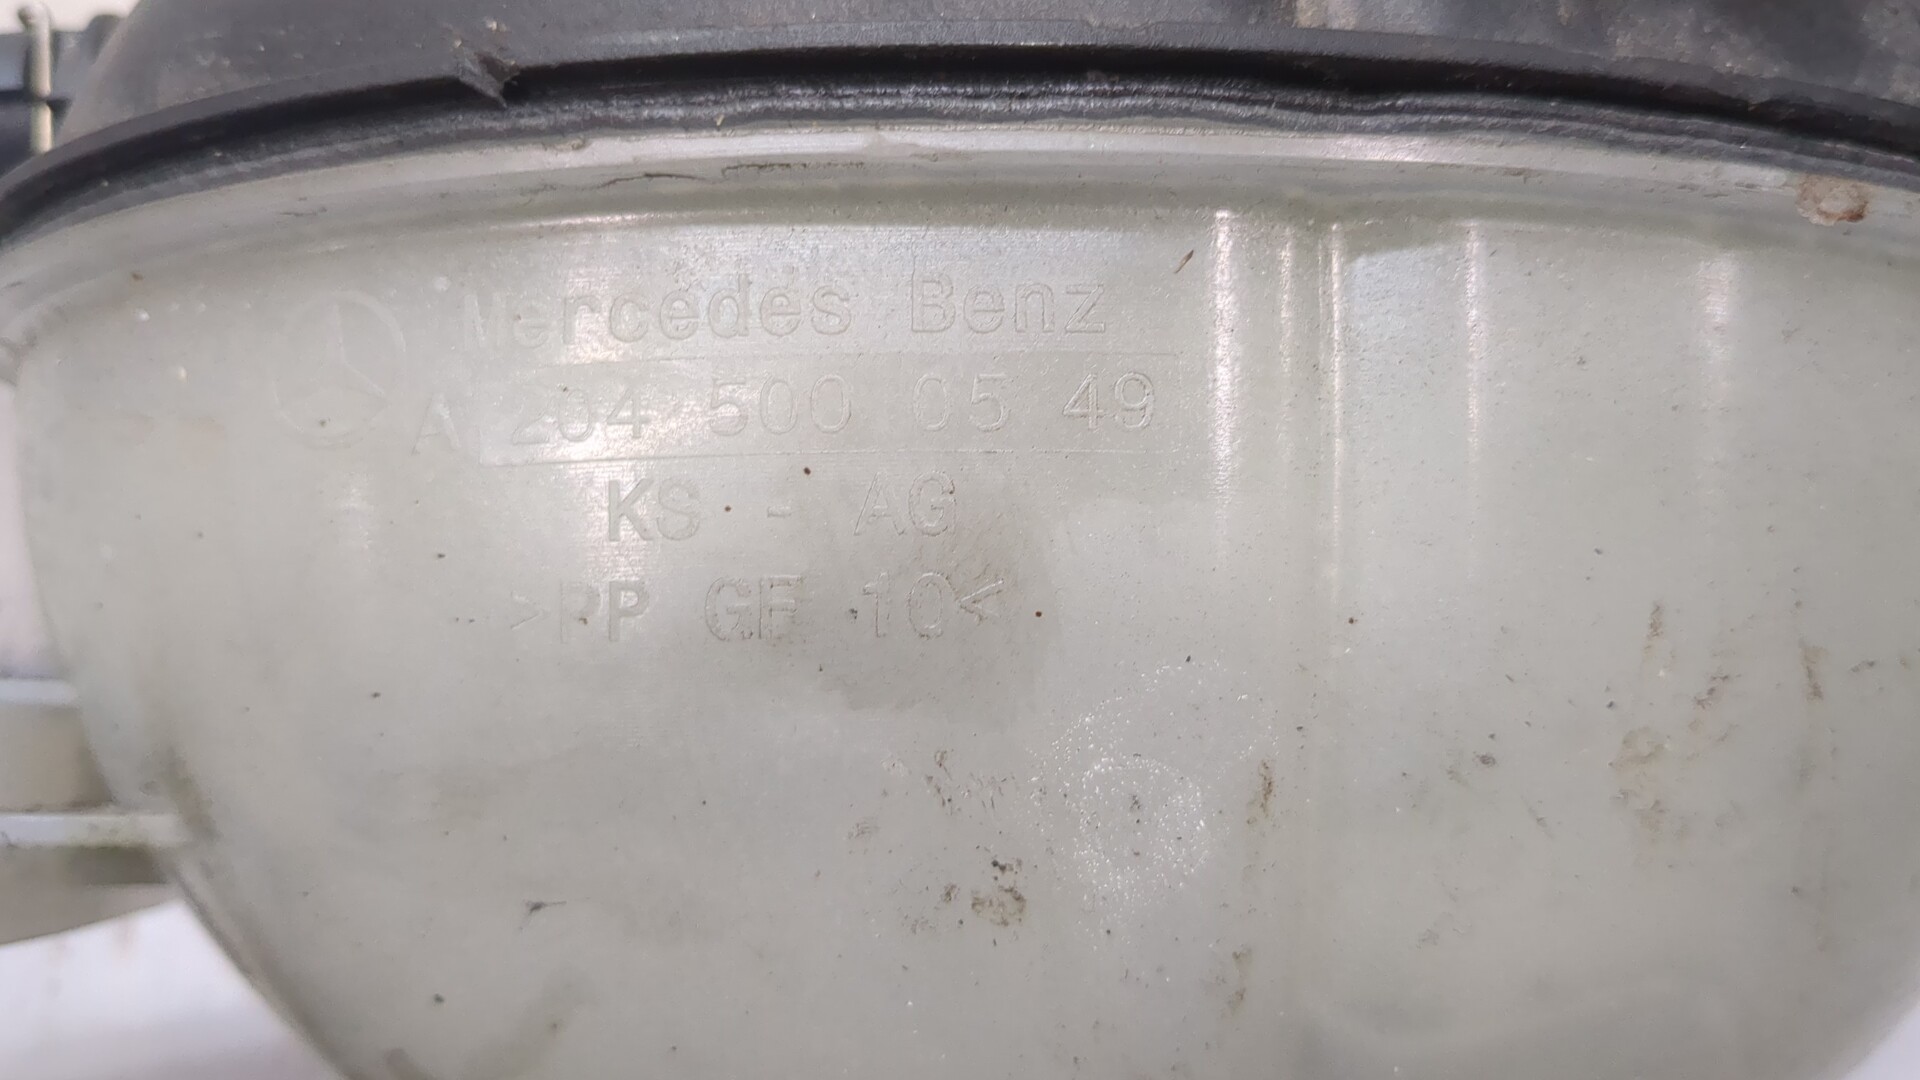 Mercedes Benz
A 204 500 05 49
KS - AG
>PP GF 10<